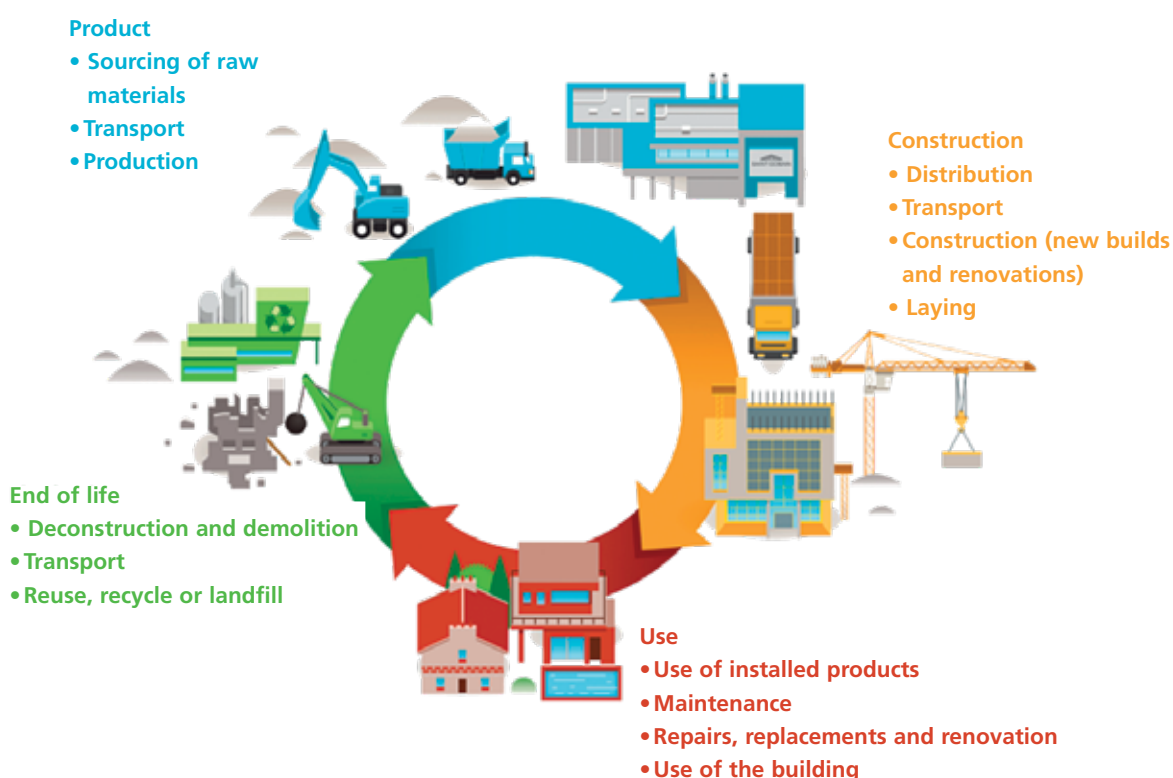 Product
• Sourcing of raw
materials
• Transport
• Production
Construction
• Distribution
• Transport
• Construction (new builds
and renovations)
• Laying
End of life
• Deconstruction and demolition
• Transport
• Reuse, recycle or landfill
Use
• Use of installed products
• Maintenance
• Repairs, replacements and renovation
• Use of the building